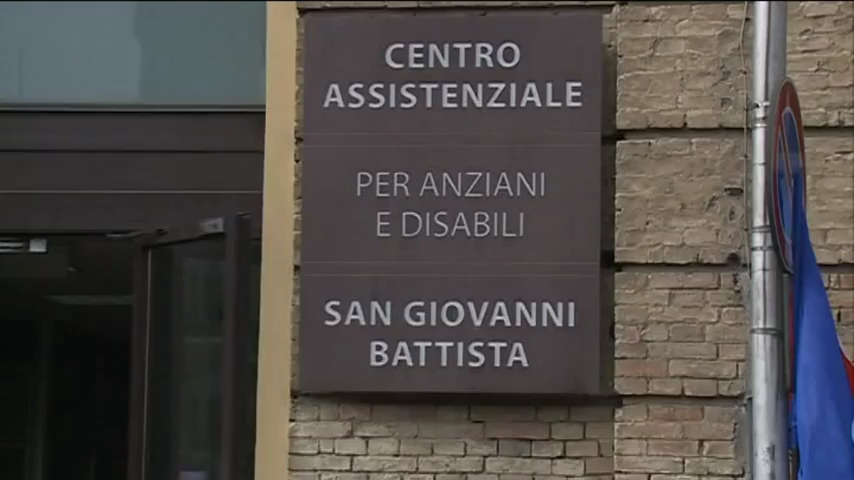 CENTRO
ASSISTENZIALE
PER ANZIANI
E DISABILI
SAN GIOVANNI
BATTISTA